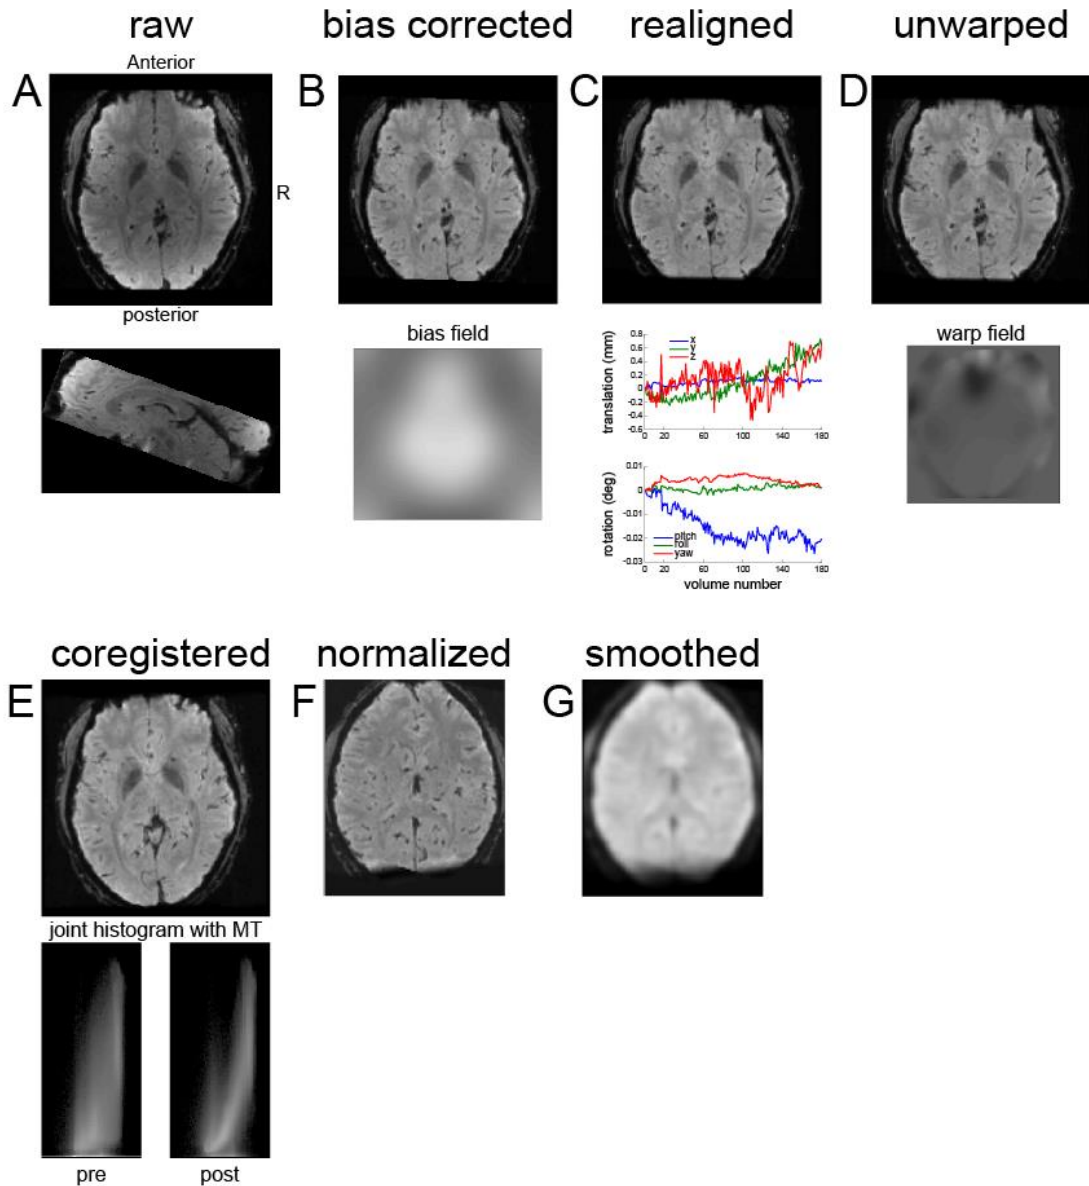 raw
bias corrected
realigned
unwarped
A
Anterior
R
posterior
B
bias field
C
translation (mm)
0.8
0.6
0.4
0.2
0
-0.2
-0.4
-0.6
x
y
z
0 20 60 100 140 180
rotation (deg)
0.01
0
-0.01
-0.02
-0.03
pitch
roll
yaw
0 20 60 100 140 180
volume number
D
warp field
coregistered
normalized
smoothed
E
joint histogram with MT
pre
post
F
G